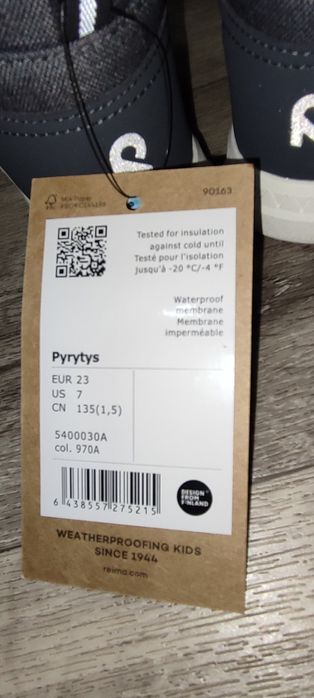 90163
MIX Paper
Tested for insulation
against cold until
Testé pour l'isolation
jusqu'à -20 °C/-4 °F
Waterproof
membrane
Membrane
imperméable
Pyrytys
EUR 23
US 7
CN 135(1,5)
5400030A
col. 970A
6 438557 275215
DESIGN
FROM
FINLAND
WEATHERPROOFING KIDS
SINCE 1944
reima.com